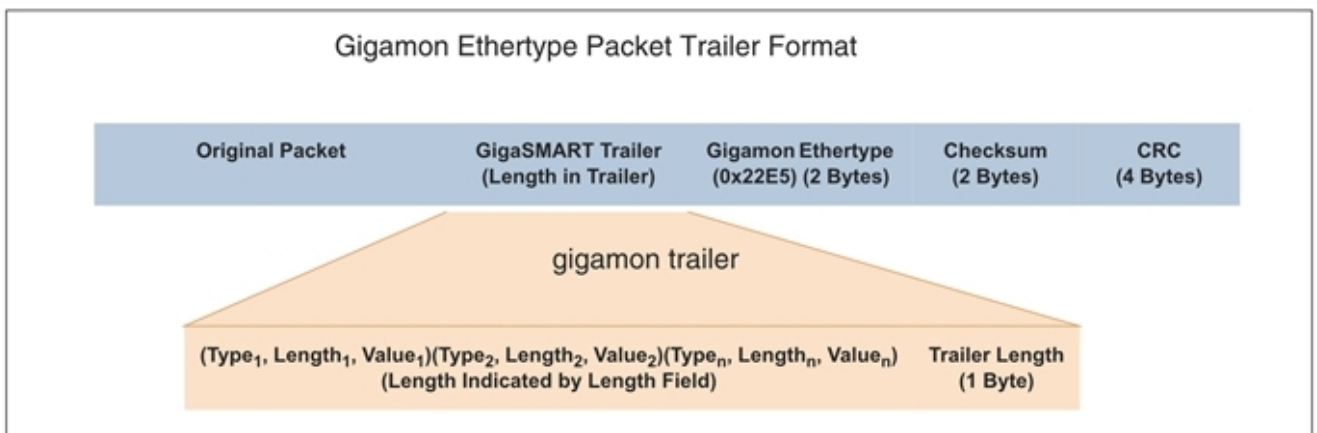 Gigamon Ethertype Packet Trailer Format
Original Packet
GigaSMART Trailer
(Length in Trailer)
Gigamon Ethertype
(0x22E5) (2 Bytes)
Checksum
(2 Bytes)
CRC
(4 Bytes)
gigamon trailer
(Type₁, Length₁, Value₁)(Type₂, Length₂, Value₂)(Typeₙ, Lengthₙ, Valueₙ)
(Length Indicated by Length Field)
Trailer Length
(1 Byte)